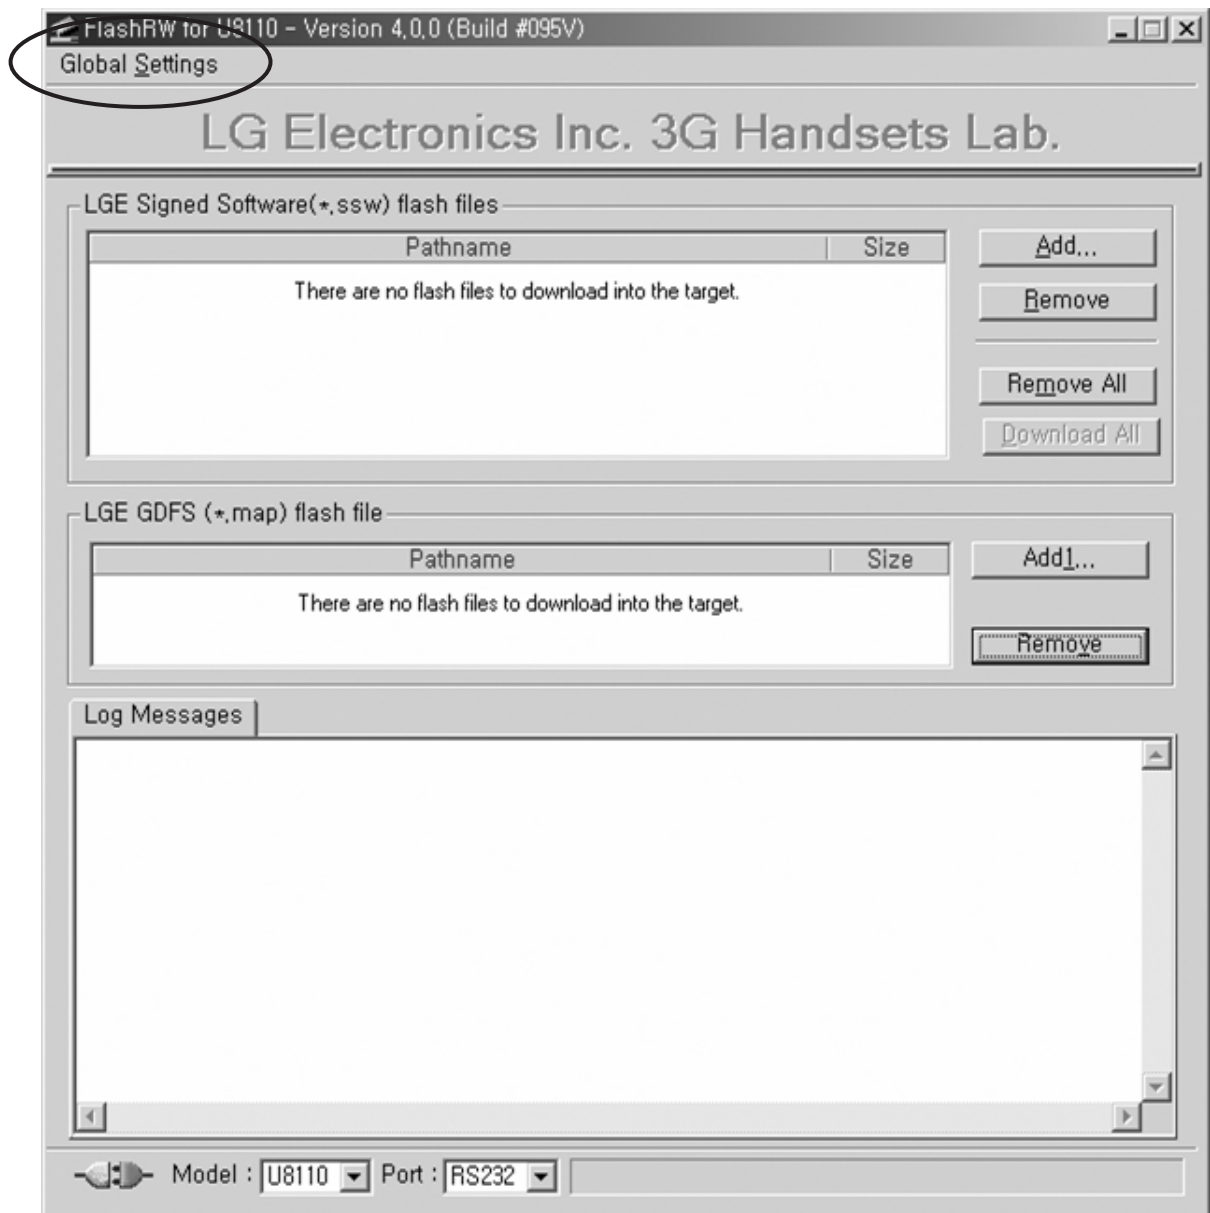 FlashRW for U8110 - Version 4,0,0 (Build #095V)
Global Settings
LG Electronics Inc. 3G Handsets Lab.
LGE Signed Software(*,ssw) flash files
Pathname Size
There are no flash files to download into the target.
Add...
Remove
Remove All
Download All
LGE GDFS (*,map) flash file
Pathname Size
There are no flash files to download into the target.
Add1...
Remove
Log Messages
Model : U8110 Port : RS232